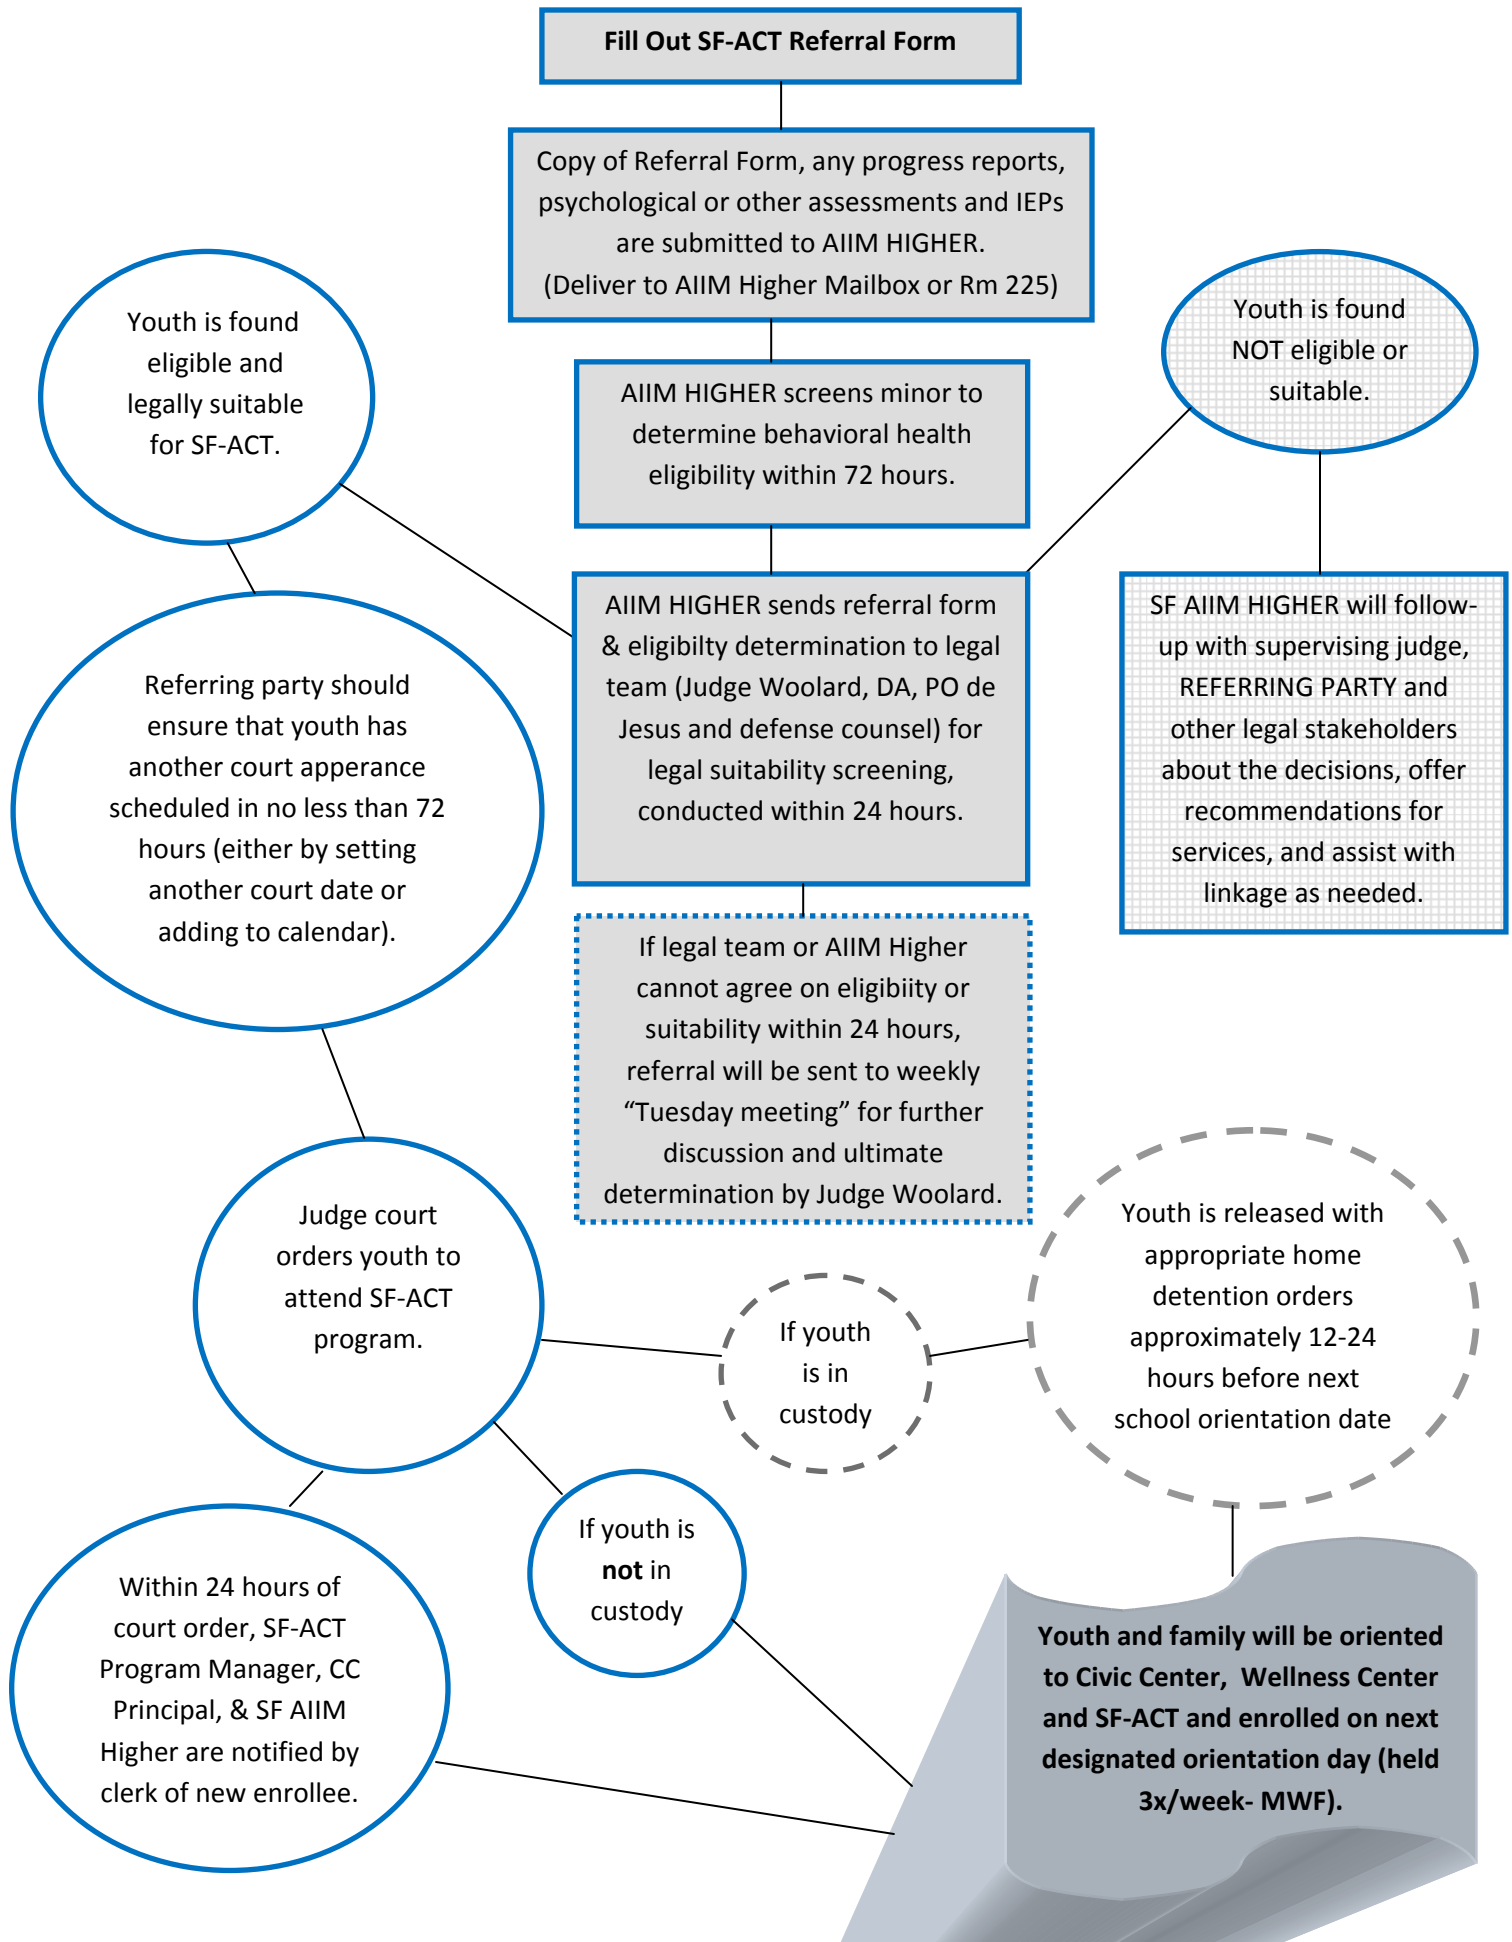 Fill Out SF-ACT Referral Form
Copy of Referral Form, any progress reports,
psychological or other assessments and IEPs
are submitted to AIIM HIGHER.
(Deliver to AIIM Higher Mailbox or Rm 225)
Youth is found
eligible and
legally suitable
for SF-ACT.
Youth is found
NOT eligible or
suitable.
AIIM HIGHER screens minor to
determine behavioral health
eligibility within 72 hours.
AIIM HIGHER sends referral form
& eligibilty determination to legal
team (Judge Woolard, DA, PO de
Jesus and defense counsel) for
legal suitability screening,
conducted within 24 hours.
SF AIIM HIGHER will follow-
up with supervising judge,
REFERRING PARTY and
other legal stakeholders
about the decisions, offer
recommendations for
services, and assist with
linkage as needed.
Referring party should
ensure that youth has
another court apperance
scheduled in no less than 72
hours (either by setting
another court date or
adding to calendar).
If legal team or AIIM Higher
cannot agree on eligibiity or
suitability within 24 hours,
referral will be sent to weekly
“Tuesday meeting” for further
discussion and ultimate
determination by Judge Woolard.
Judge court
orders youth to
attend SF-ACT
program.
If youth
is in
custody
Youth is released with
appropriate home
detention orders
approximately 12-24
hours before next
school orientation date
If youth is
not in
custody
Within 24 hours of
court order, SF-ACT
Program Manager, CC
Principal, & SF AIIM
Higher are notified by
clerk of new enrollee.
Youth and family will be oriented
to Civic Center, Wellness Center
and SF-ACT and enrolled on next
designated orientation day (held
3x/week- MWF).